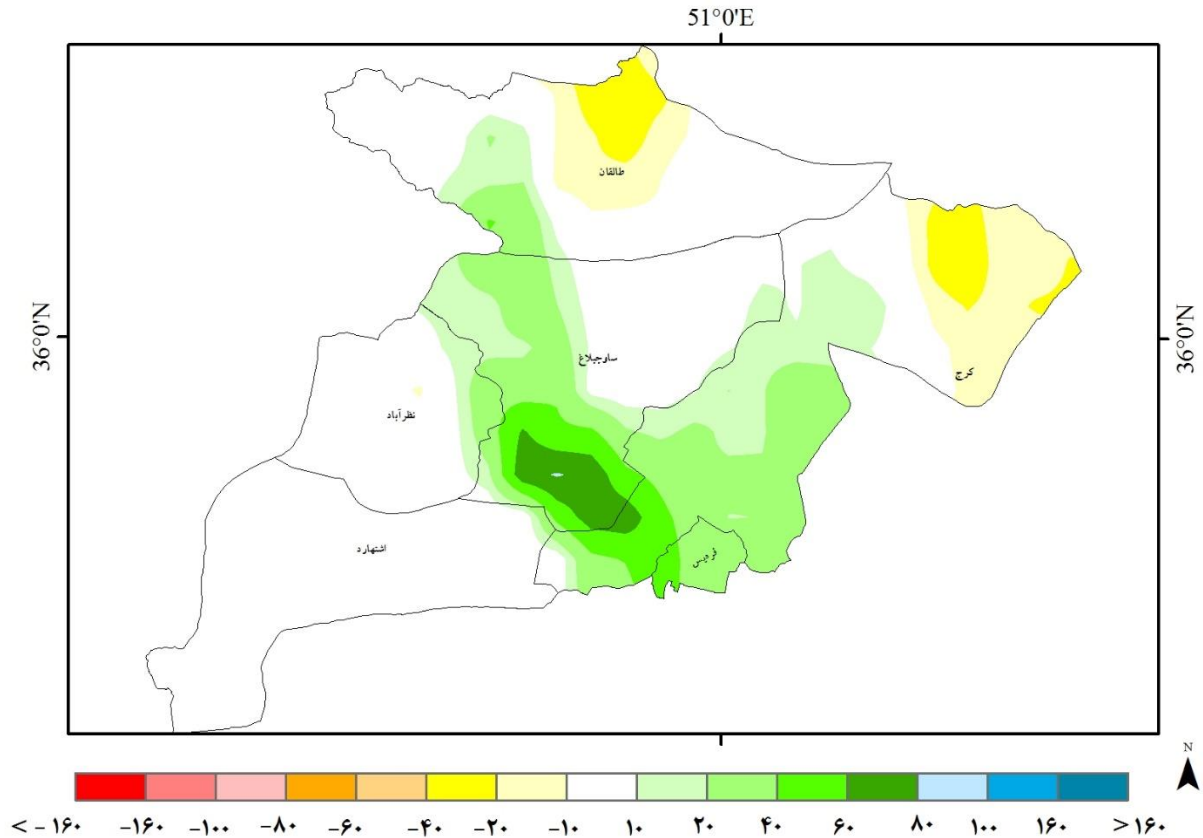 51°0'E
36°0'N
36°0'N
طالقان
ساوجبلاغ
کرج
نظرآباد
اشتهارد
فردیس
N
< - ۱۶۰ -۱۶۰ -۱۰۰ -۸۰ -۶۰ -۴۰ -۲۰ -۱۰ ۱۰ ۲۰ ۴۰ ۶۰ ۸۰ ۱۰۰ ۱۶۰ >۱۶۰